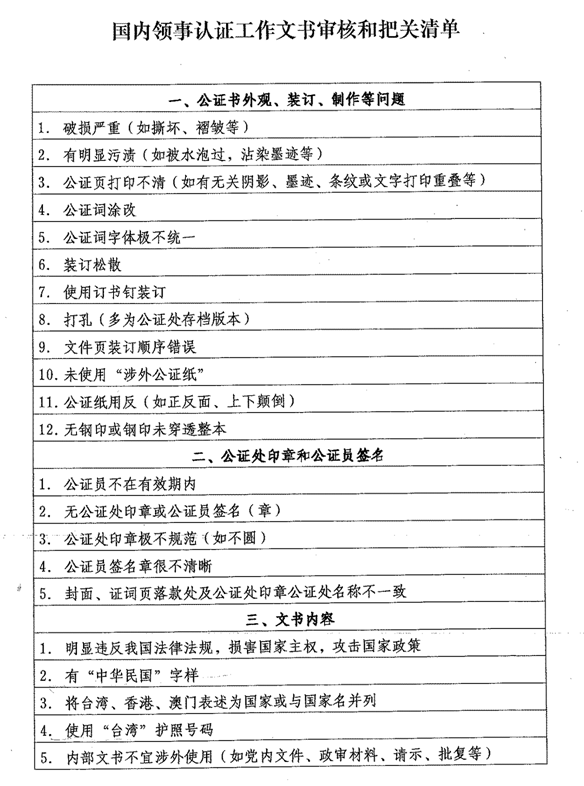 国内领事认证工作文书审核和把关清单
一、公证书外观、装订、制作等问题
1. 破损严重（如撕坏、褶皱等）
2. 有明显污渍（如被水泡过，沾染墨迹等）
3. 公证页打印不清（如有无关阴影、墨迹、条纹或文字打印重叠等）
4. 公证词涂改
5. 公证词字体极不统一
6. 装订松散
7. 使用订书钉装订
8. 打孔（多为公证处存档版本）
9. 文件页装订顺序错误
10. 未使用“涉外公证纸”
11. 公证纸用反（如正反面、上下颠倒）
12. 无钢印或钢印未穿透整本
二、公证处印章和公证员签名
1. 公证员不在有效期内
2. 无公证处印章或公证员签名（章）
3. 公证处印章极不规范（如不圆）
4. 公证员签名章很不清晰
5. 封面、证词页落款处及公证处印章公证处名称不一致
三、文书内容
1. 明显违反我国法律法规，损害国家主权，攻击国家政策
2. 有“中华民国”字样
3. 将台湾、香港、澳门表述为国家或与国家名并列
4. 使用“台湾”护照号码
5. 内部文书不宜涉外使用（如党内文件、政审材料、请示、批复等）